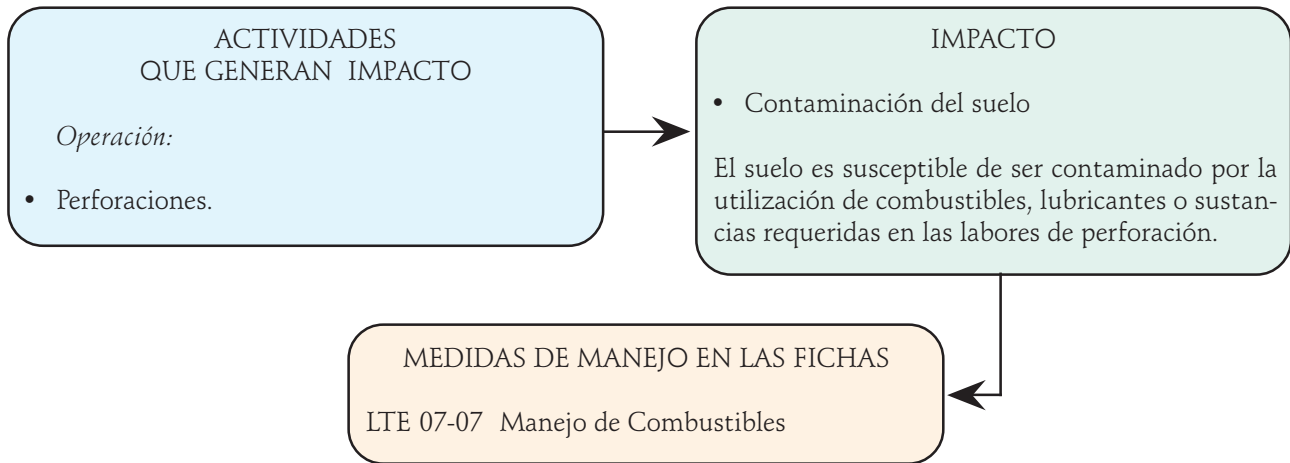 ACTIVIDADES
QUE GENERAN IMPACTO
Operación:
• Perforaciones.
IMPACTO
• Contaminación del suelo
El suelo es susceptible de ser contaminado por la
utilización de combustibles, lubricantes o sustan-
cias requeridas en las labores de perforación.
MEDIDAS DE MANEJO EN LAS FICHAS
LTE 07-07 Manejo de Combustibles